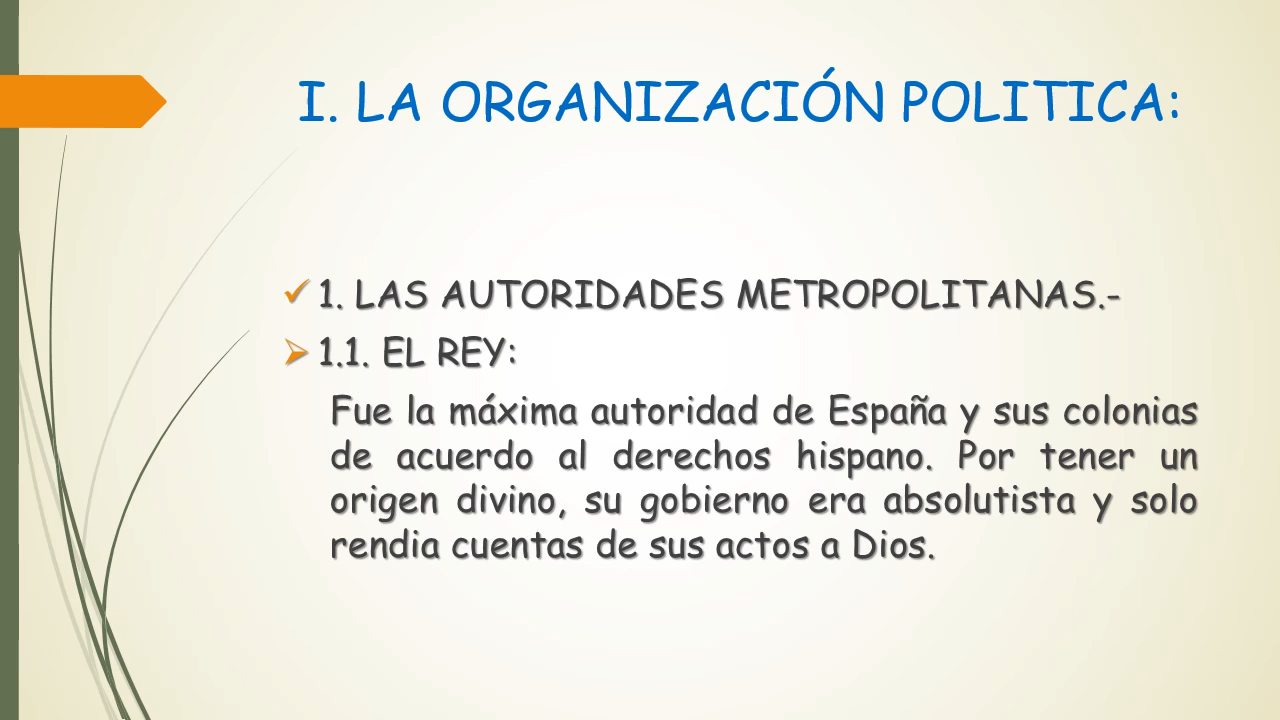 I. LA ORGANIZACIÓN POLITICA:
1. LAS AUTORIDADES METROPOLITANAS.-
1.1. EL REY:
Fue la máxima autoridad de España y sus colonias
de acuerdo al derechos hispano. Por tener un
origen divino, su gobierno era absolutista y solo
rendia cuentas de sus actos a Dios.